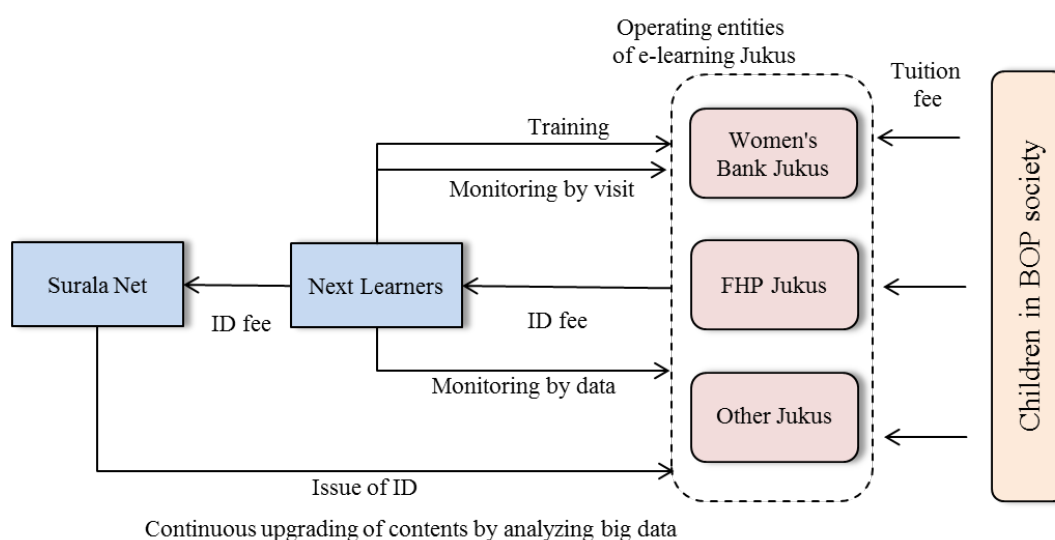 Operating entities
of e-learning Jukus
Tuition
fee
Training
Women's
Bank Jukus
Monitoring by visit
Surala Net
Next Learners
FHP Jukus
Children in BOP society
ID fee
ID fee
Monitoring by data
Other Jukus
Issue of ID
Continuous upgrading of contents by analyzing big data